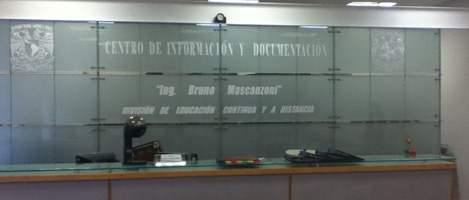 CENTRO DE INFORMACIÓN Y DOCUMENTACIÓN
"Ing. Bruno Mascanzoni"
DIVISIÓN DE EDUCACIÓN CONTINUA Y A DISTANCIA